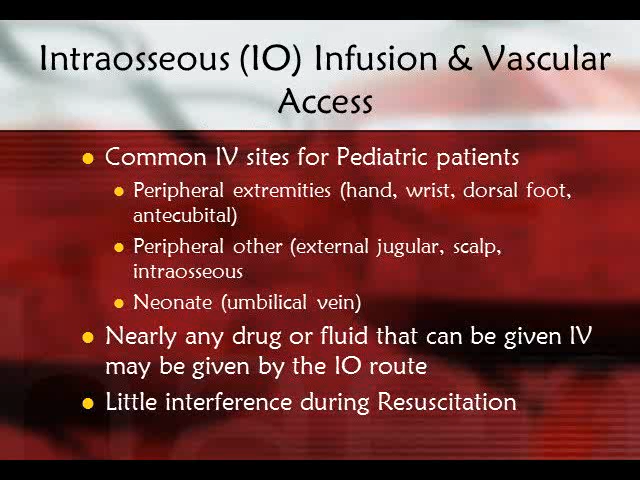 Intraosseous (IO) Infusion & Vascular
Access
Common IV sites for Pediatric patients
Peripheral extremities (hand, wrist, dorsal foot,
antecubital)
Peripheral other (external jugular, scalp,
intraosseous
Neonate (umbilical vein)
Nearly any drug or fluid that can be given IV
may be given by the IO route
Little interference during Resuscitation